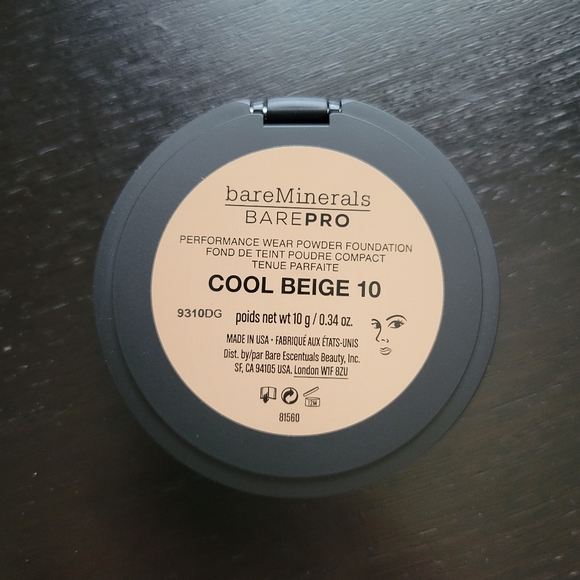 bareMinerals
BAREPRO
PERFORMANCE WEAR POWDER FOUNDATION
FOND DE TEINT POUDRE COMPACT
TENUE PARFAITE
COOL BEIGE 10
9310DG
poids net wt 10 g / 0.34 oz.
MADE IN USA • FABRIQUÉ AUX ÉTATS-UNIS
Dist. by/par Bare Escentuals Beauty, Inc.
SF, CA 94105 USA. London W1F 8ZU
12M
81560